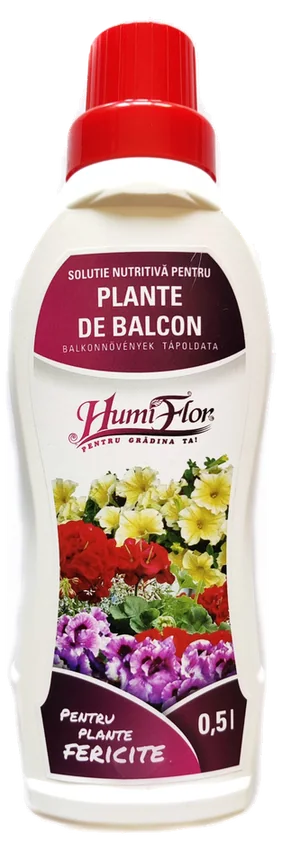 SOLUTIE NUTRITIVĂ PENTRU
PLANTE
DE BALCON
BALKONNÖVÉNYEK TÁPOLDATA
HumiFlor
PENTRU GRĂDINA TA!
PENTRU
PLANTE
FERICITE
0,5 l